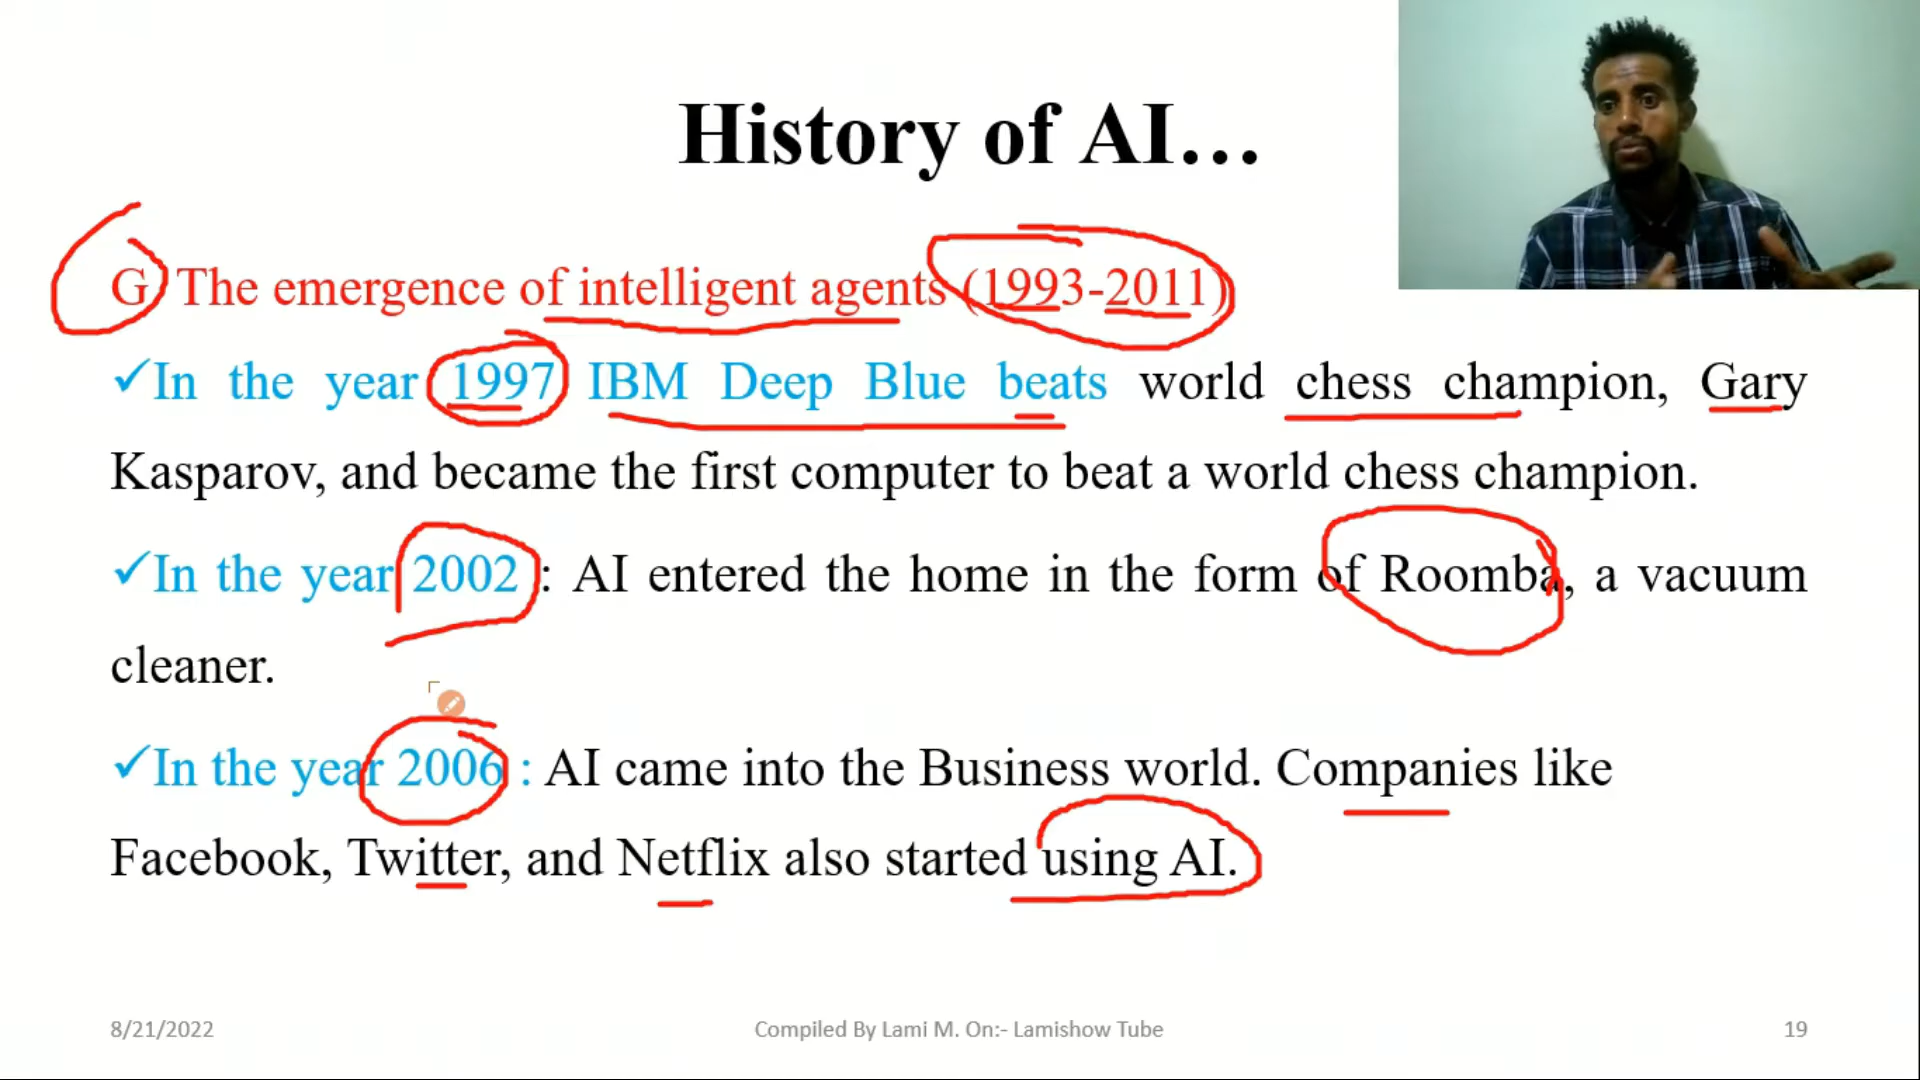 History of AI…
G. The emergence of intelligent agents (1993-2011)
✓In the year 1997 IBM Deep Blue beats world chess champion, Gary
Kasparov, and became the first computer to beat a world chess champion.
✓In the year 2002 : AI entered the home in the form of Roomba, a vacuum
cleaner.
✓In the year 2006 : AI came into the Business world. Companies like
Facebook, Twitter, and Netflix also started using AI.
8/21/2022
Compiled By Lami M. On:- Lamishow Tube
19